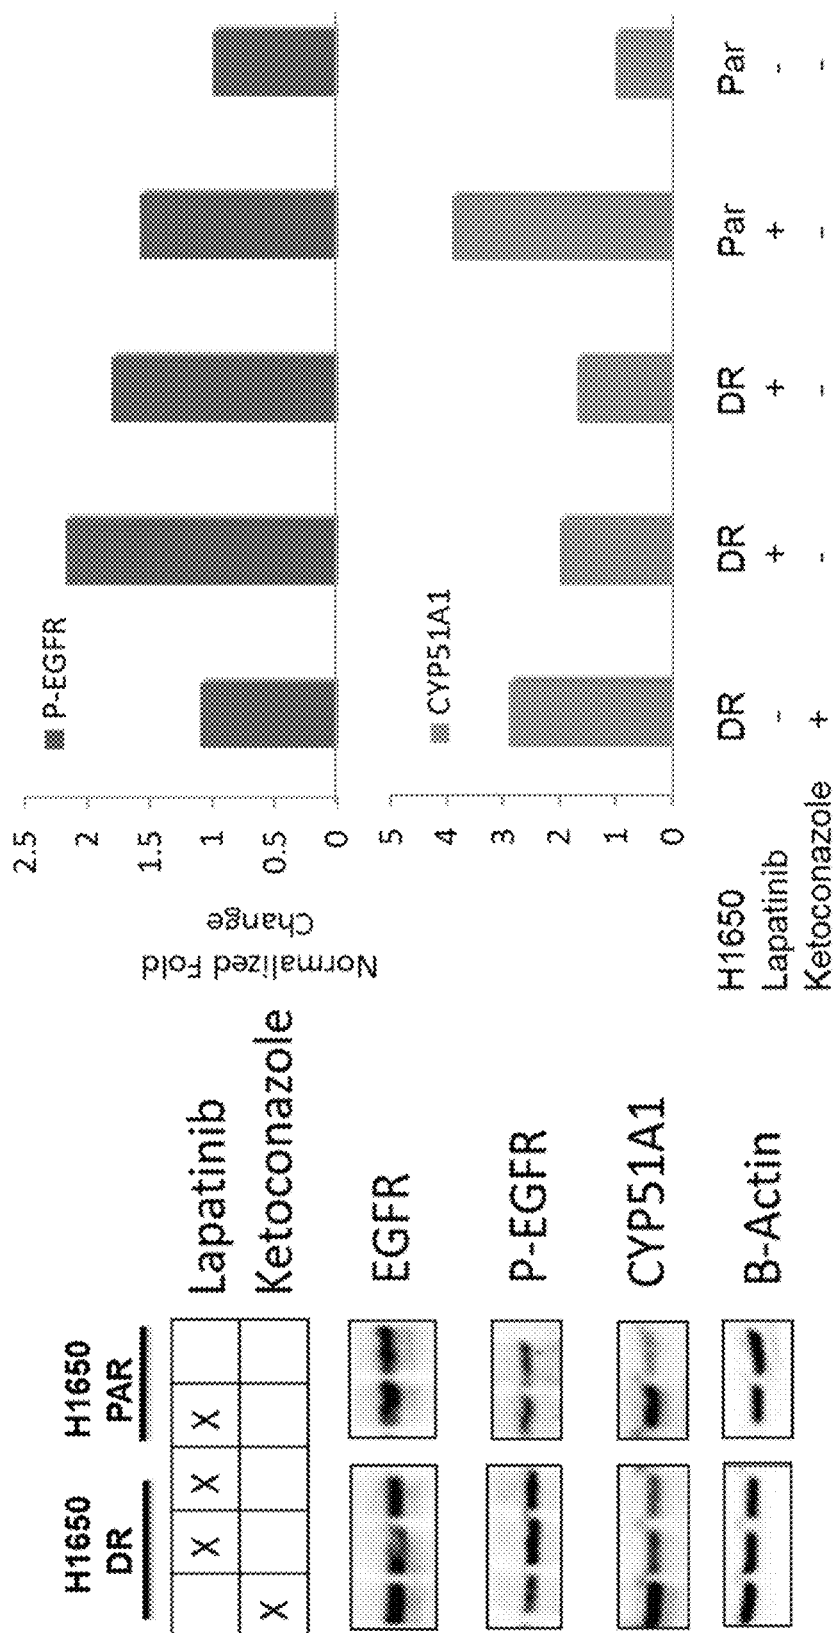 H1650 DR
H1650 PAR
X X X Lapatinib
X Ketoconazole
EGFR
P-EGFR
CYP51A1
B-Actin
Normalized Fold
Change
2.5
2
1.5
1
0.5
0
P-EGFR
5
4
3
2
1
0
CYP51A1
H1650 DR DR DR Par Par
Lapatinib - + + + -
Ketoconazole + - - - -